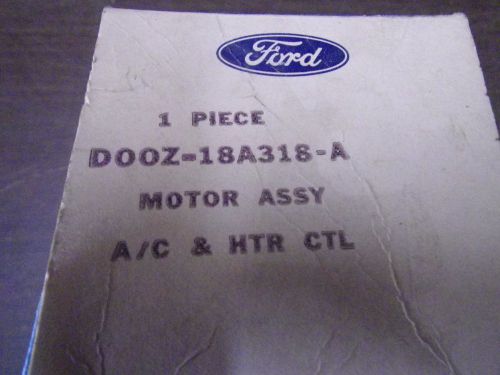 Ford
1 PIECE
DOOZ-18A318-A
MOTOR ASSY
A/C & HTR CTL